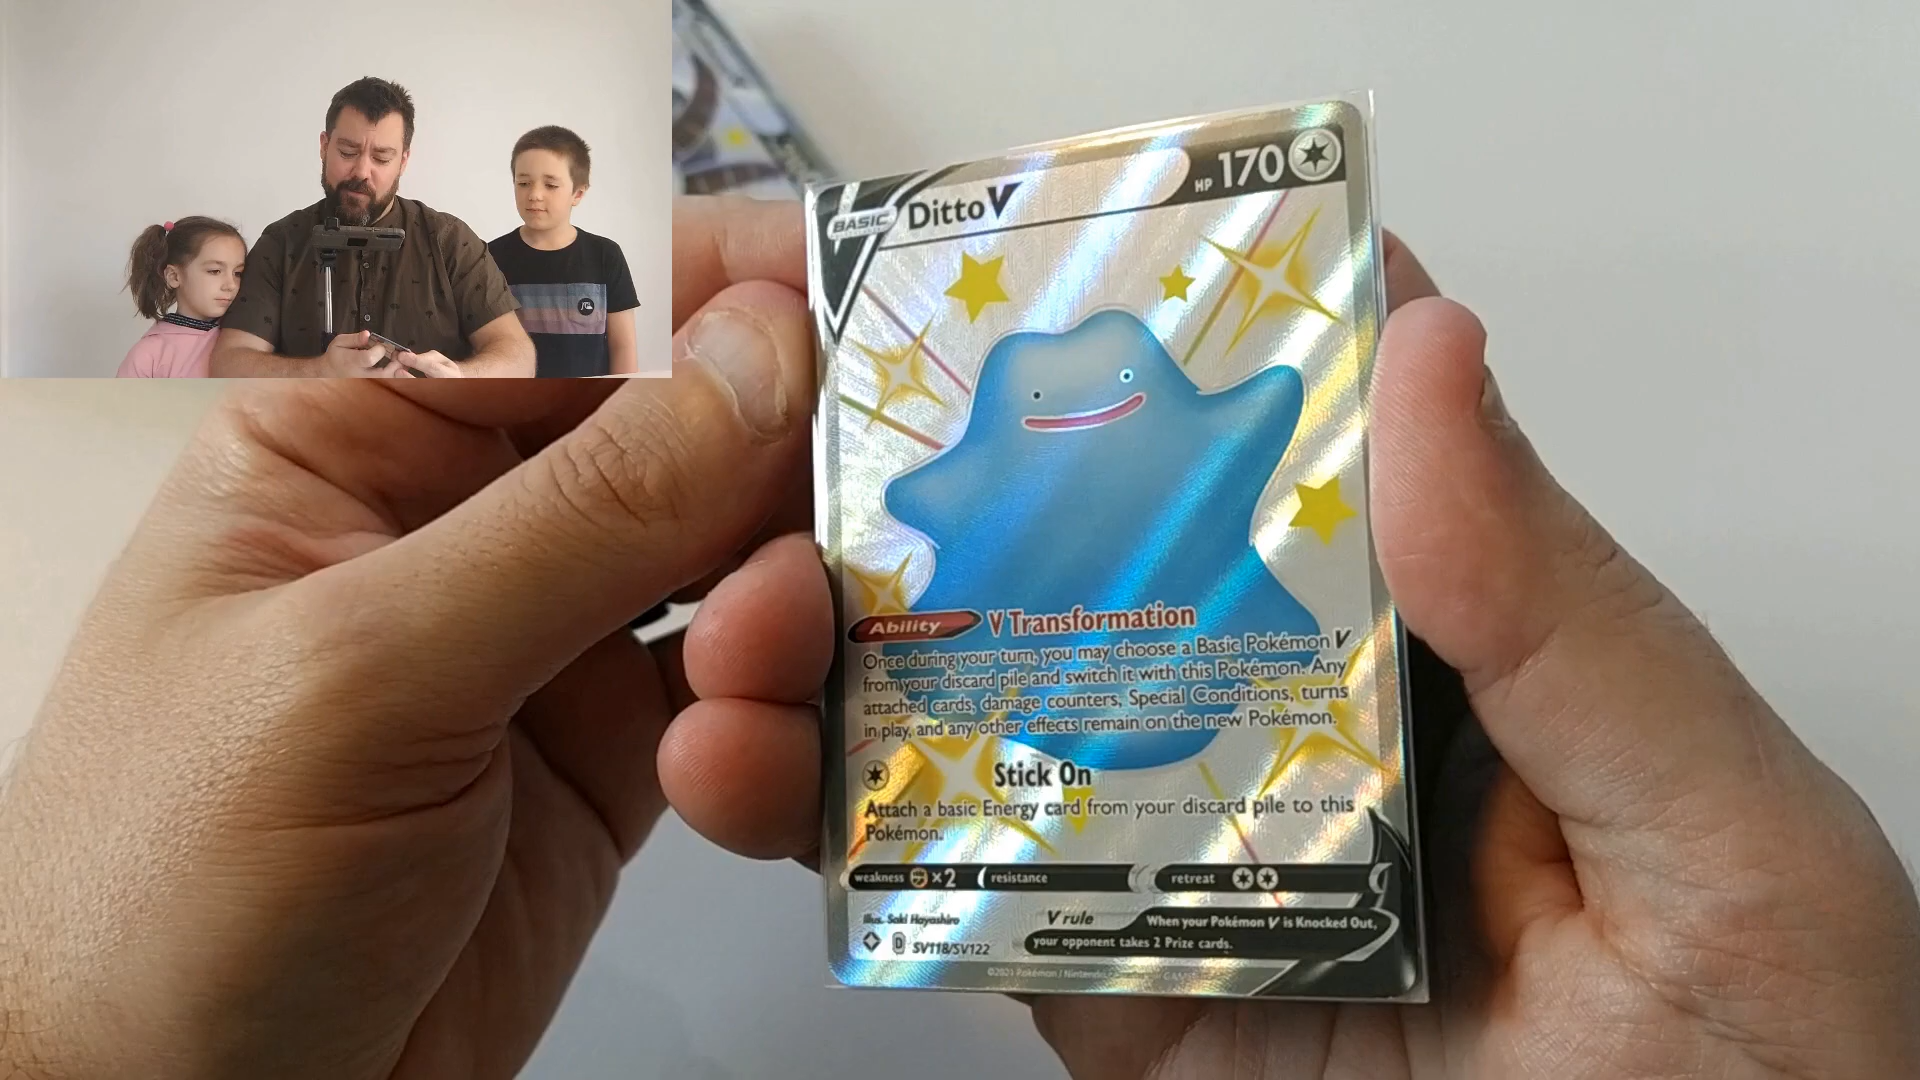 BASIC Ditto V HP 170
Ability V Transformation
Once during your turn, you may choose a Basic Pokémon V
from your discard pile and switch it with this Pokémon. Any
attached cards, damage counters, Special Conditions, turns
in play, and any other effects remain on the new Pokémon.
Stick On
Attach a basic Energy card from your discard pile to this
Pokémon.
weakness ×2 resistance retreat
Illus. Saki Hayashiro
V rule When your Pokémon V is Knocked Out,
your opponent takes 2 Prize cards.
D SV118/SV122
©2021 Pokémon / Nintendo